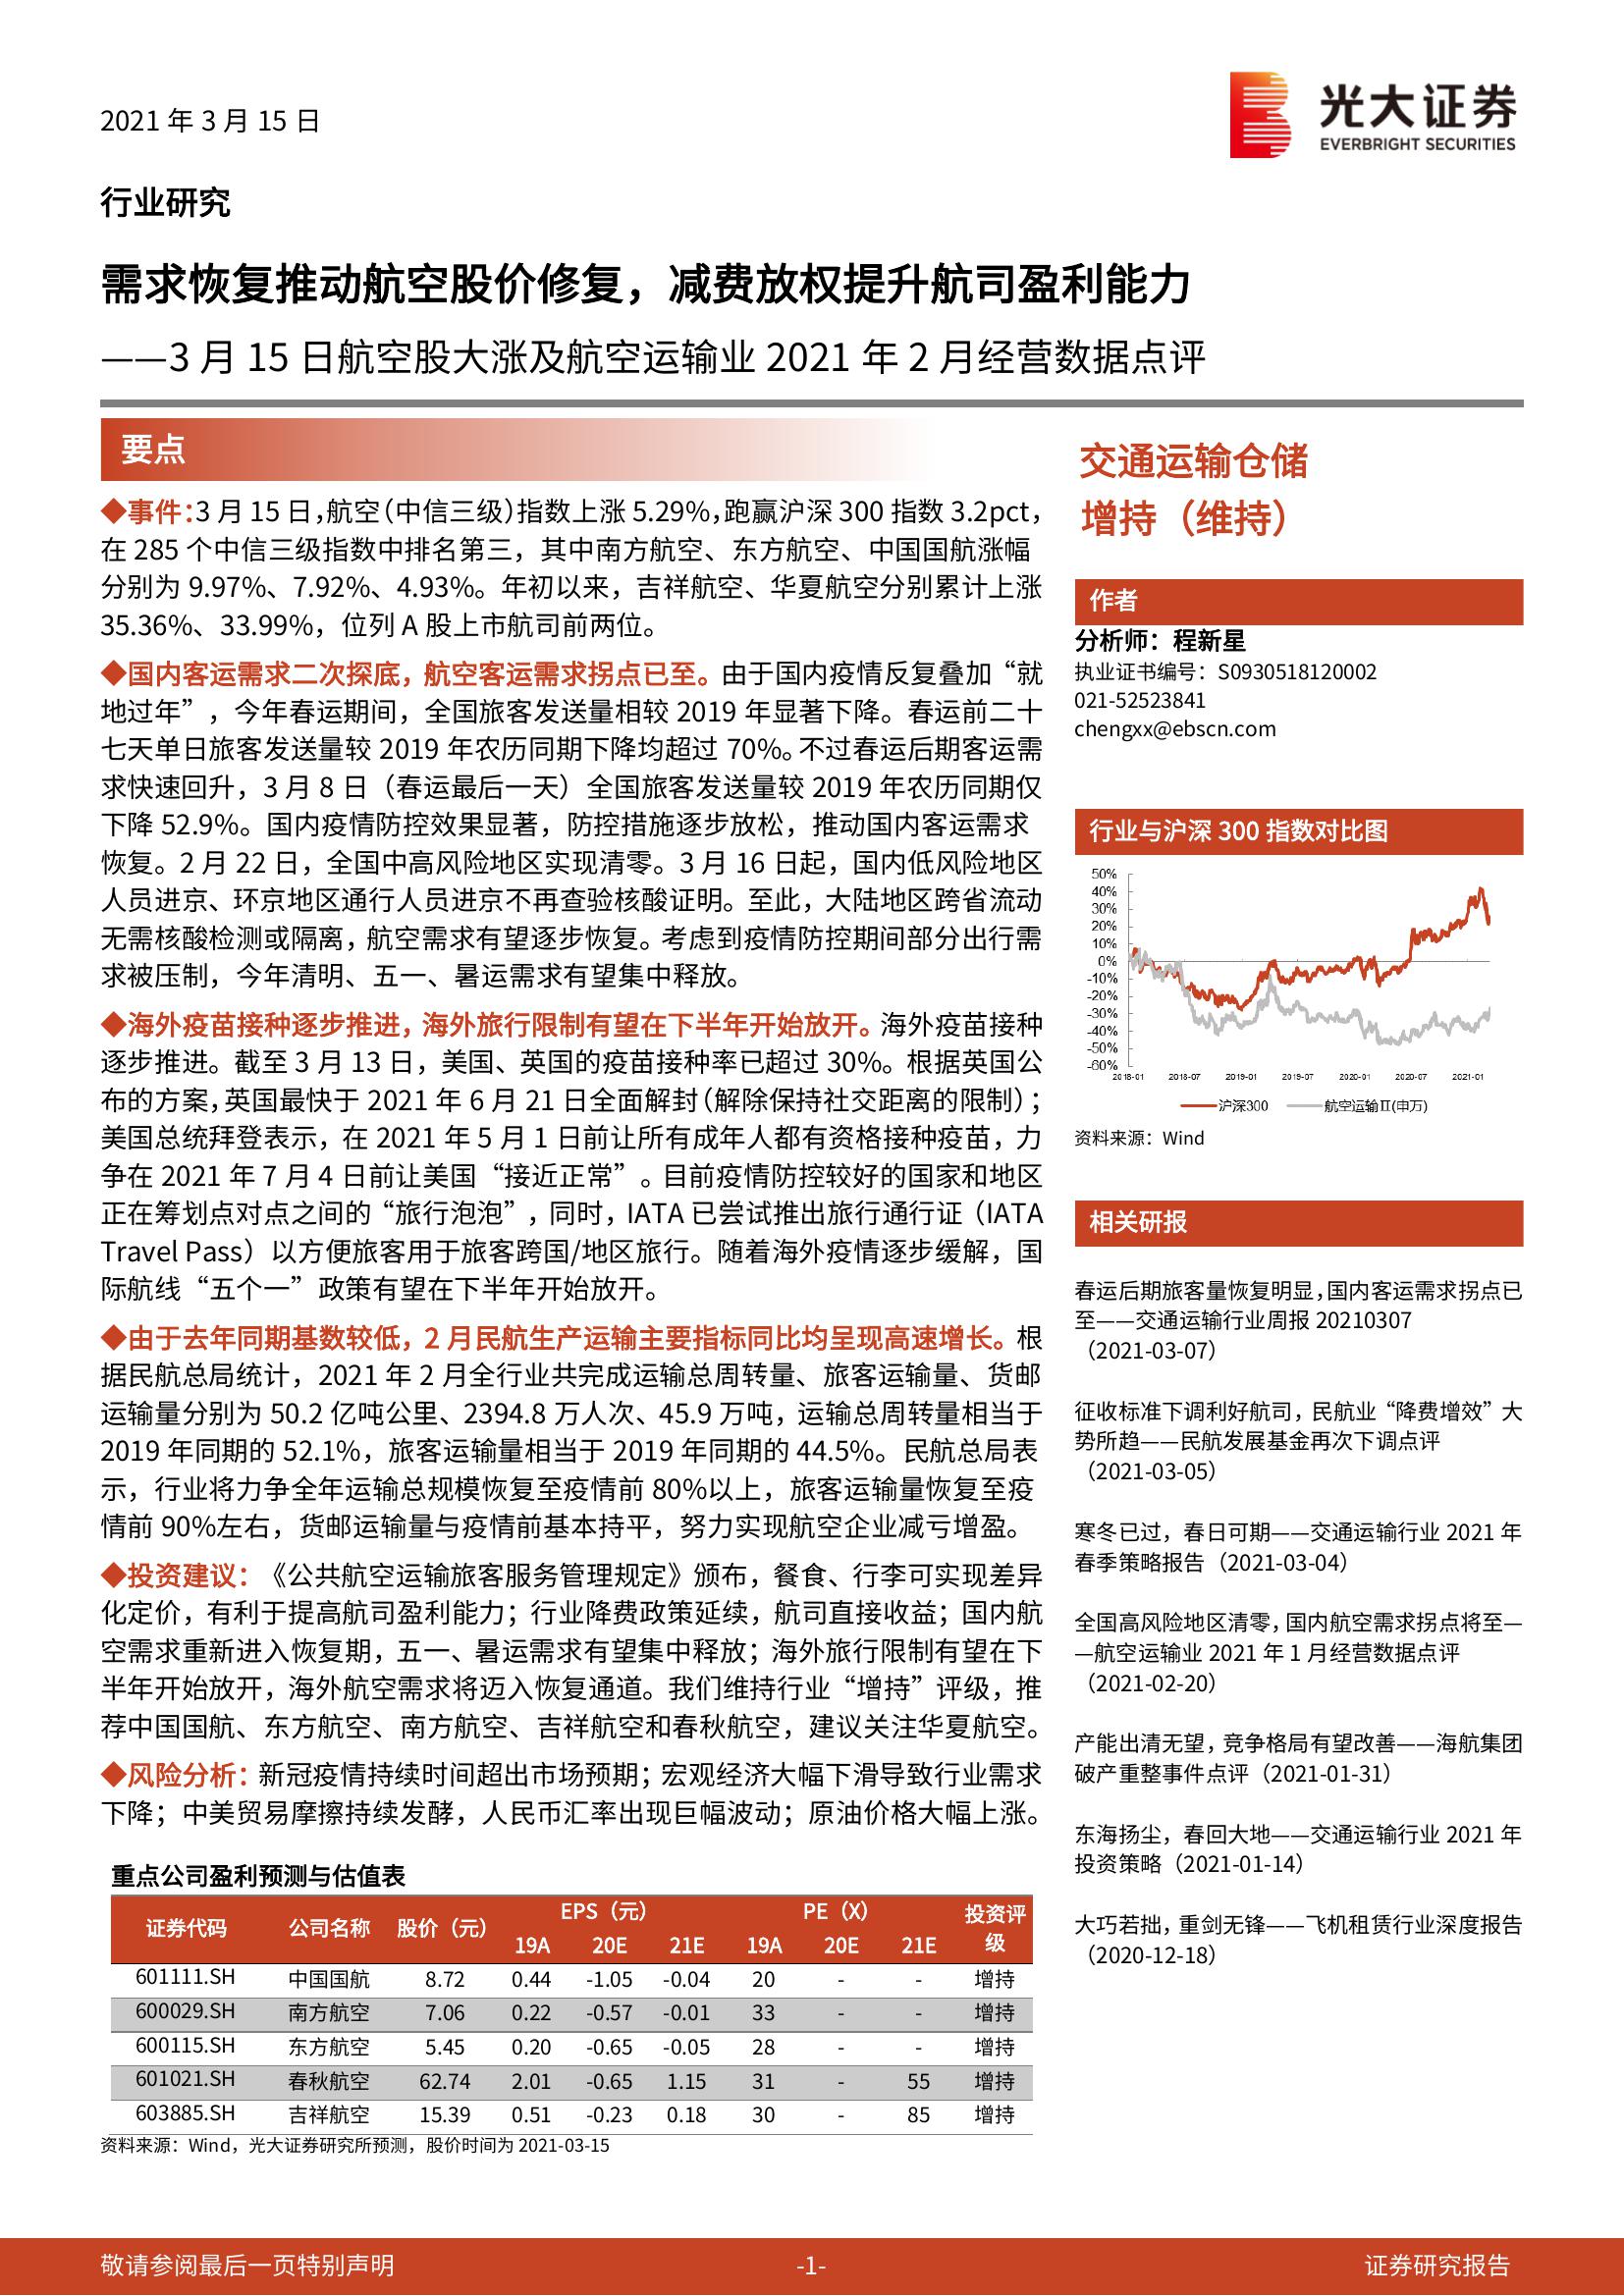 2021 年 3 月 15 日
光大证券
EVERBRIGHT SECURITIES
行业研究
需求恢复推动航空股价修复，减费放权提升航司盈利能力
——3 月 15 日航空股大涨及航空运输业 2021 年 2 月经营数据点评
要点
◆事件：3 月 15 日，航空（中信三级）指数上涨 5.29%，跑赢沪深 300 指数 3.2pct，
在 285 个中信三级指数中排名第三，其中南方航空、东方航空、中国国航涨幅
分别为 9.97%、7.92%、4.93%。年初以来，吉祥航空、华夏航空分别累计上涨
35.36%、33.99%，位列 A 股上市航司前两位。
◆国内客运需求二次探底，航空客运需求拐点已至。由于国内疫情反复叠加“就
地过年”，今年春运期间，全国旅客发送量相较 2019 年显著下降。春运前二十
七天单日旅客发送量较 2019 年农历同期下降均超过 70%。不过春运后期客运需
求快速回升，3 月 8 日（春运最后一天）全国旅客发送量较 2019 年农历同期仅
下降 52.9%。国内疫情防控效果显著，防控措施逐步放松，推动国内客运需求
恢复。2 月 22 日，全国中高风险地区实现清零。3 月 16 日起，国内低风险地区
人员进京、环京地区通行人员进京不再查验核酸证明。至此，大陆地区跨省流动
无需核酸检测或隔离，航空需求有望逐步恢复。考虑到疫情防控期间部分出行需
求被压制，今年清明、五一、暑运需求有望集中释放。
◆海外疫苗接种逐步推进，海外旅行限制有望在下半年开始放开。海外疫苗接种
逐步推进。截至 3 月 13 日，美国、英国的疫苗接种率已超过 30%。根据英国公
布的方案，英国最快于 2021 年 6 月 21 日全面解封（解除保持社交距离的限制）；
美国总统拜登表示，在 2021 年 5 月 1 日前让所有成年人都有资格接种疫苗，力
争在 2021 年 7 月 4 日前让美国“接近正常”。目前疫情防控较好的国家和地区
正在筹划点对点之间的“旅行泡泡”，同时，IATA 已尝试推出旅行通行证（IATA
Travel Pass）以方便旅客用于旅客跨国/地区旅行。随着海外疫情逐步缓解，国
际航线“五个一”政策有望在下半年开始放开。
◆由于去年同期基数较低，2 月民航生产运输主要指标同比均呈现高速增长。根
据民航总局统计，2021 年 2 月全行业共完成运输总周转量、旅客运输量、货邮
运输量分别为 50.2 亿吨公里、2394.8 万人次、45.9 万吨，运输总周转量相当于
2019 年同期的 52.1%，旅客运输量相当于 2019 年同期的 44.5%。民航总局表
示，行业将力争全年运输总规模恢复至疫情前 80%以上，旅客运输量恢复至疫
情前 90%左右，货邮运输量与疫情前基本持平，努力实现航空企业减亏增盈。
◆投资建议：《公共航空运输旅客服务管理规定》颁布，餐食、行李可实现差异
化定价，有利于提高航司盈利能力；行业降费政策延续，航司直接收益；国内航
空需求重新进入恢复期，五一、暑运需求有望集中释放；海外旅行限制有望在下
半年开始放开，海外航空需求将迈入恢复通道。我们维持行业“增持”评级，推
荐中国国航、东方航空、南方航空、吉祥航空和春秋航空，建议关注华夏航空。
◆风险分析：新冠疫情持续时间超出市场预期；宏观经济大幅下滑导致行业需求
下降；中美贸易摩擦持续发酵，人民币汇率出现巨幅波动；原油价格大幅上涨。
重点公司盈利预测与估值表
证券代码 公司名称 股价（元） EPS（元） PE（X） 投资评级
19A 20E 21E 19A 20E 21E
601111.SH 中国国航 8.72 0.44 -1.05 -0.04 20 - - 增持
600029.SH 南方航空 7.06 0.22 -0.57 -0.01 33 - - 增持
600115.SH 东方航空 5.45 0.20 -0.65 -0.05 28 - - 增持
601021.SH 春秋航空 62.74 2.01 -0.65 1.15 31 - 55 增持
603885.SH 吉祥航空 15.39 0.51 -0.23 0.18 30 - 85 增持
资料来源：Wind，光大证券研究所预测，股价时间为 2021-03-15
交通运输仓储
增持（维持）
作者
分析师：程新星
执业证书编号：S0930518120002
021-52523841
chengxx@ebscn.com
行业与沪深 300 指数对比图
50%
40%
30%
20%
10%
0%
-10%
-20%
-30%
-40%
-50%
-60%
2018-01 2018-07 2019-01 2019-07 2020-01 2020-07 2021-01
沪深300 航空运输Ⅱ(申万)
资料来源：Wind
相关研报
春运后期旅客量恢复明显，国内客运需求拐点已
至——交通运输行业周报 20210307
（2021-03-07）
征收标准下调利好航司，民航业“降费增效”大
势所趋——民航发展基金再次下调点评
（2021-03-05）
寒冬已过，春日可期——交通运输行业 2021 年
春季策略报告（2021-03-04）
全国高风险地区清零，国内航空需求拐点将至—
—航空运输业 2021 年 1 月经营数据点评
（2021-02-20）
产能出清无望，竞争格局有望改善——海航集团
破产重整事件点评（2021-01-31）
东海扬尘，春回大地——交通运输行业 2021 年
投资策略（2021-01-14）
大巧若拙，重剑无锋——飞机租赁行业深度报告
（2020-12-18）
敬请参阅最后一页特别声明 -1- 证券研究报告